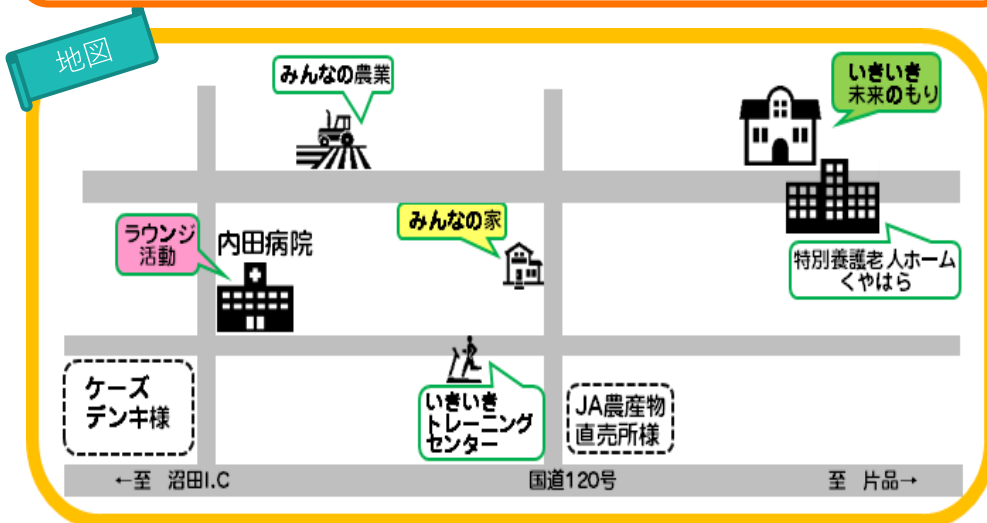 地図
みんなの農業
いきいき
未来のもり
ラウンジ
活動
内田病院
みんなの家
特別養護老人ホーム
くやはら
ケーズ
デンキ様
いきいき
トレーニング
センター
JA農産物
直売所様
←至 沼田I.C
国道120号
至 片品→